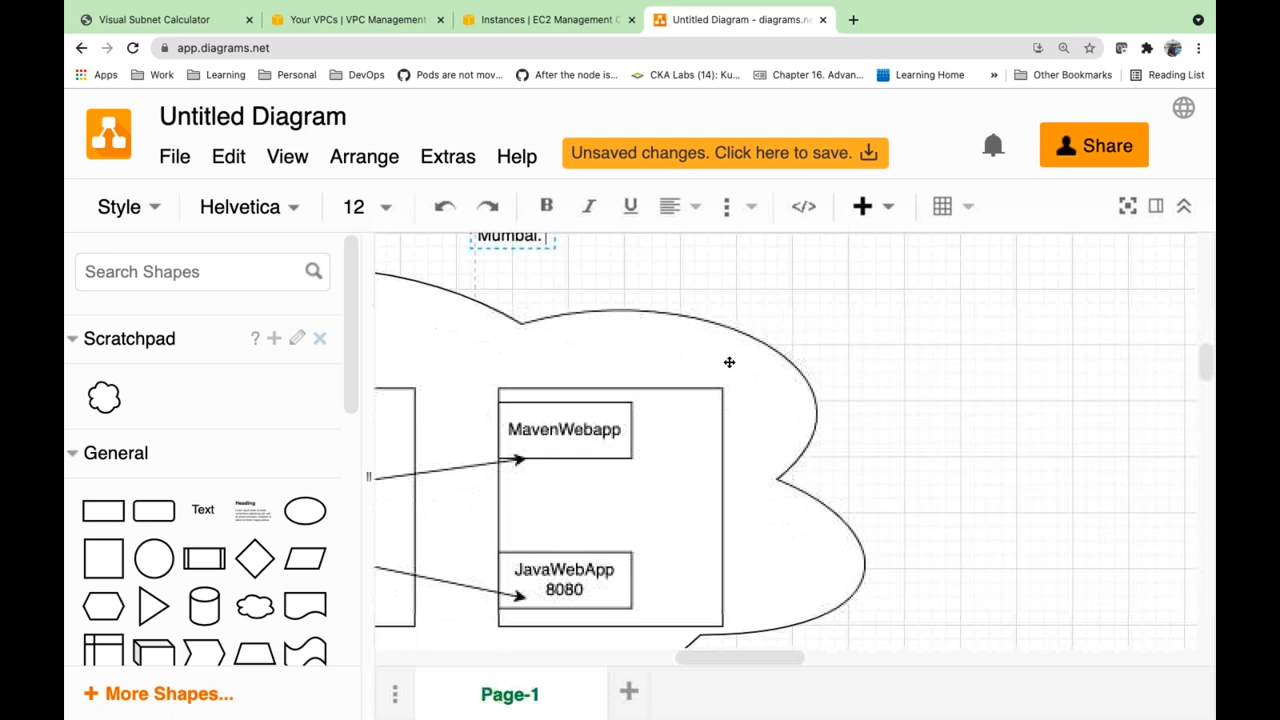 Visual Subnet Calculator
Your VPCs | VPC Management
Instances | EC2 Management C
Untitled Diagram - diagrams.n
app.diagrams.net
Apps
Work
Learning
Personal
DevOps
Pods are not mov...
After the node is...
CKA Labs (14): Ku...
Chapter 16. Advan...
Learning Home
»
Other Bookmarks
Reading List
Untitled Diagram
File
Edit
View
Arrange
Extras
Help
Unsaved changes. Click here to save.
Share
Style
Helvetica
12
B
I
U
Mumbai.
Search Shapes
Scratchpad
?
General
Text
Heading
MavenWebapp
JavaWebApp
8080
+ More Shapes...
Page-1